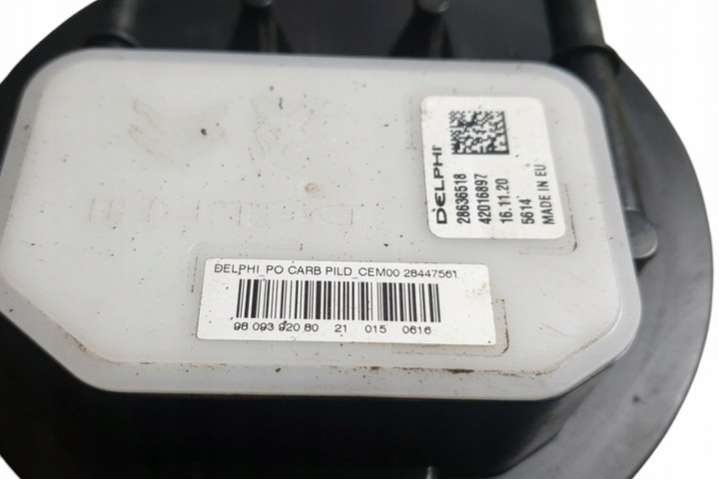 DELPHI
28636518
42016897
16.11.20
5614
MADE IN EU
DELPHI_PO CARB PILD_CEM00 28447561
98 093 920 80 21 015 0616